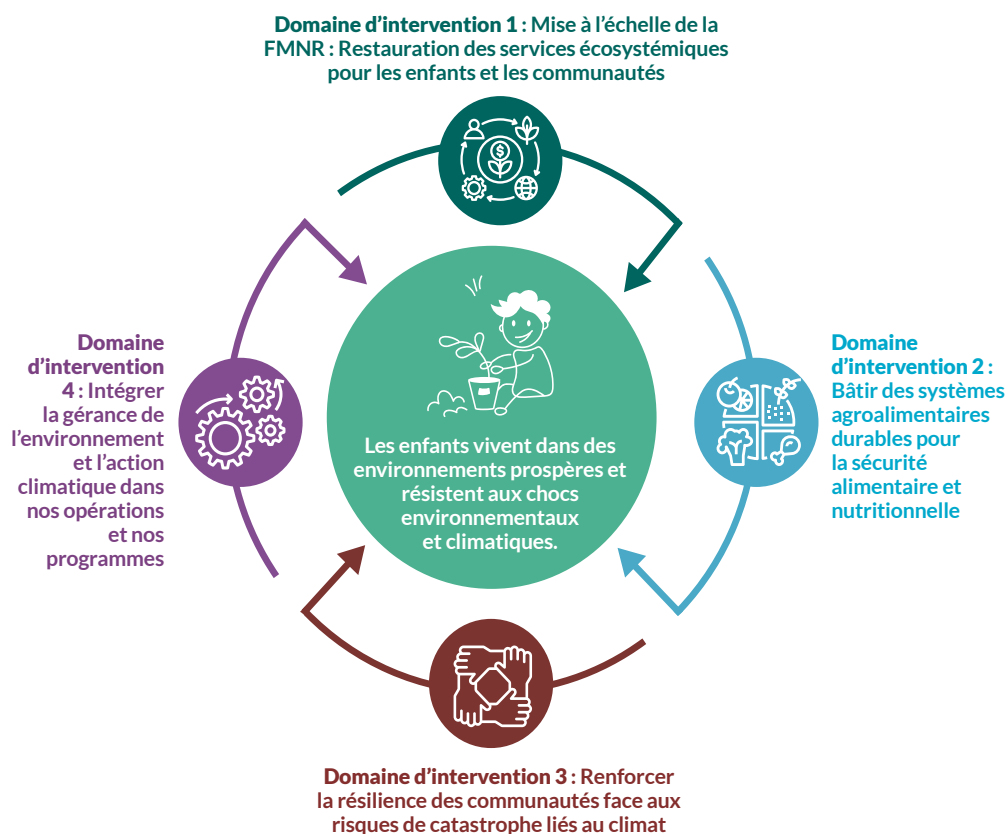 Domaine d'intervention 1 : Mise à l'échelle de la
FMNR : Restauration des services écosystémiques
pour les enfants et les communautés
Domaine
d'intervention 2 :
Bâtir des systèmes
agroalimentaires
durables pour
la sécurité
alimentaire et
nutritionnelle
Domaine
d'intervention
4 : Intégrer
la gérance de
l'environnement
et l'action
climatique dans
nos opérations
et nos
programmes
$
Les enfants vivent dans des
environnements prospères et
résistent aux chocs
environnementaux
et climatiques.
Domaine d'intervention 3 : Renforcer
la résilience des communautés face aux
risques de catastrophe liés au climat